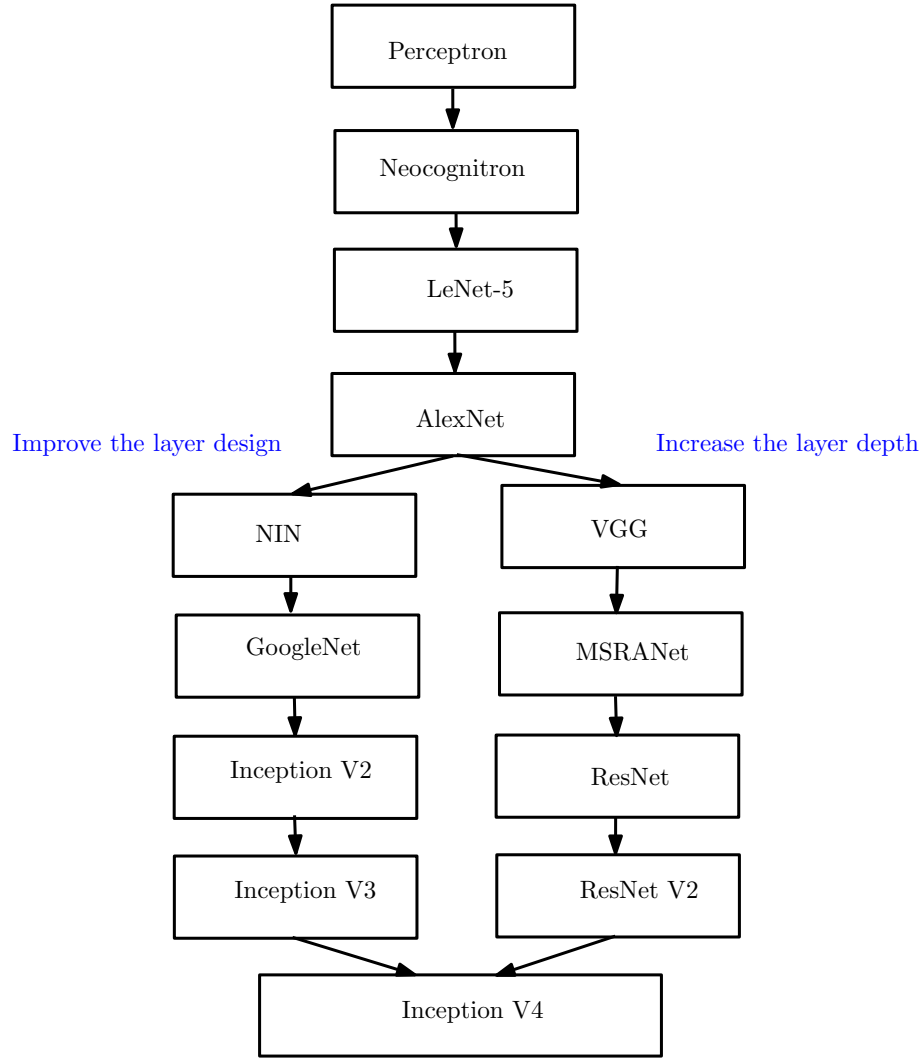 Perceptron
Neocognitron
LeNet-5
AlexNet
Improve the layer design
Increase the layer depth
NIN
VGG
GoogleNet
MSRANet
Inception V2
ResNet
Inception V3
ResNet V2
Inception V4